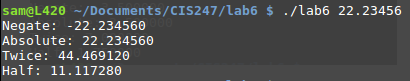 sam@L420 ~/Documents/CIS247/lab6 $ ./lab6 22.23456
Negate: -22.234560
Absolute: 22.234560
Twice: 44.469120
Half: 11.117280